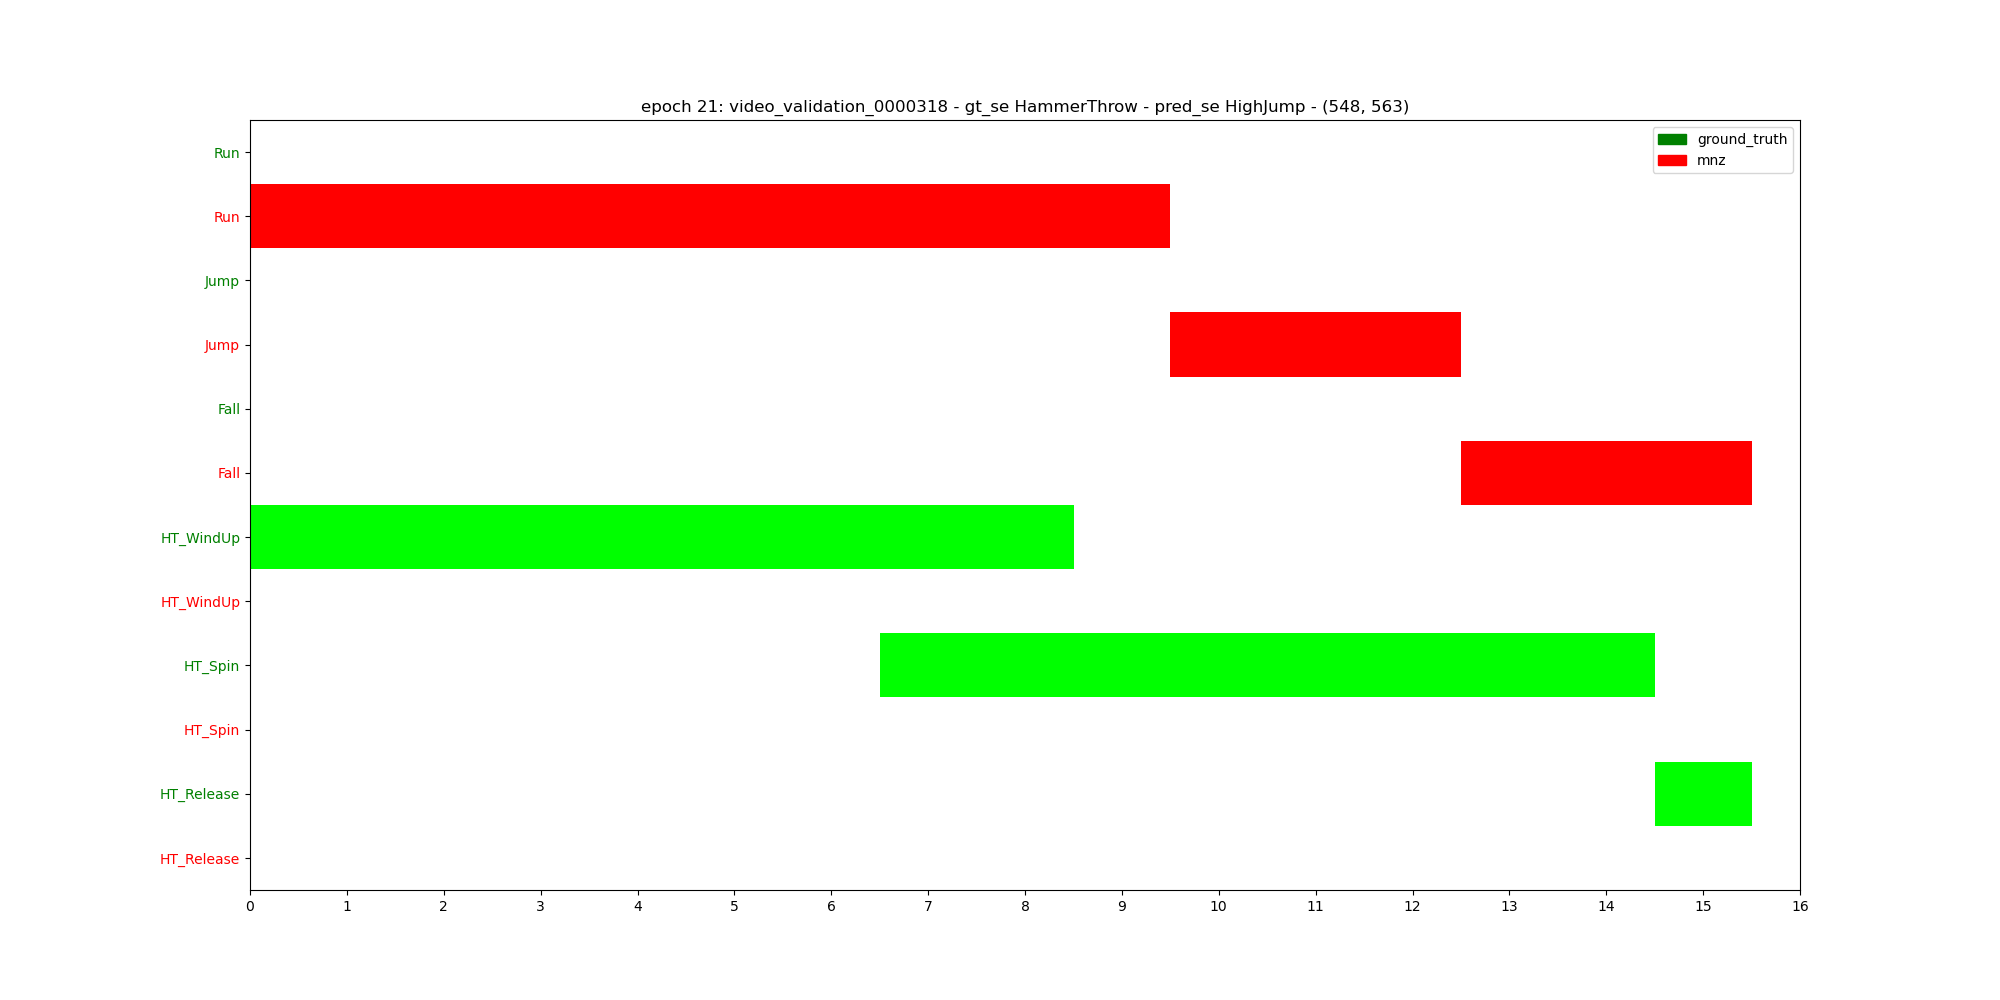 epoch 21: video_validation_0000318 - gt_se HammerThrow - pred_se HighJump - (548, 563)
ground_truth
mnz
Run
Run
Jump
Jump
Fall
Fall
HT_WindUp
HT_WindUp
HT_Spin
HT_Spin
HT_Release
HT_Release
0 1 2 3 4 5 6 7 8 9 10 11 12 13 14 15 16